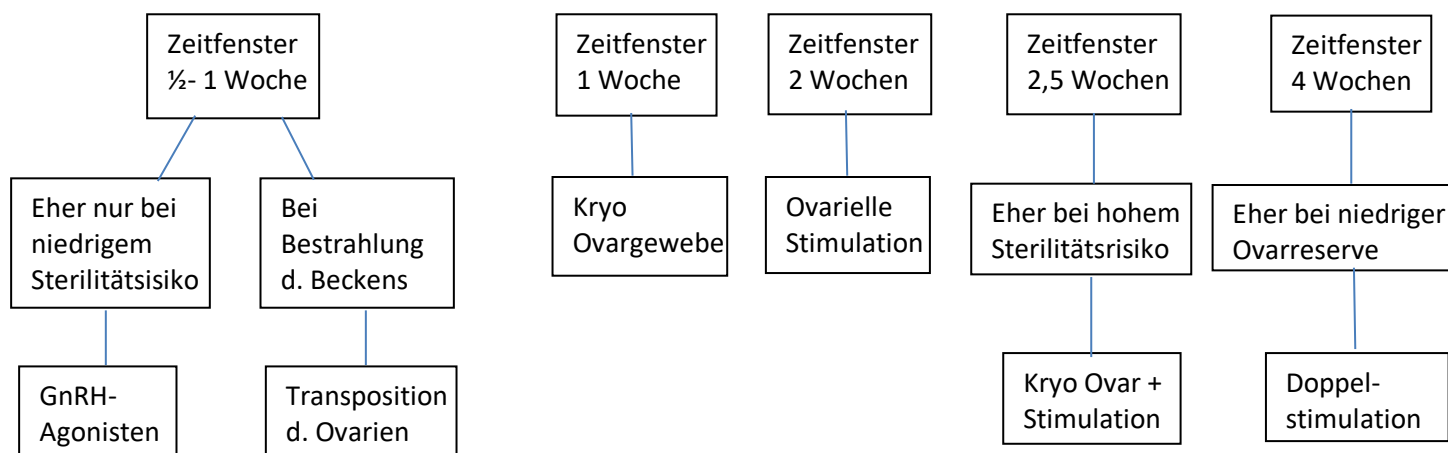 Zeitfenster
½- 1 Woche
Zeitfenster
1 Woche
Zeitfenster
2 Wochen
Zeitfenster
2,5 Wochen
Zeitfenster
4 Wochen
Eher nur bei
niedrigem
Sterilitätsisiko
Bei
Bestrahlung
d. Beckens
Kryo
Ovargewebe
Ovarielle
Stimulation
Eher bei hohem
Sterilitätsrisiko
Eher bei niedriger
Ovarreserve
GnRH-
Agonisten
Transposition
d. Ovarien
Kryo Ovar +
Stimulation
Doppel-
stimulation